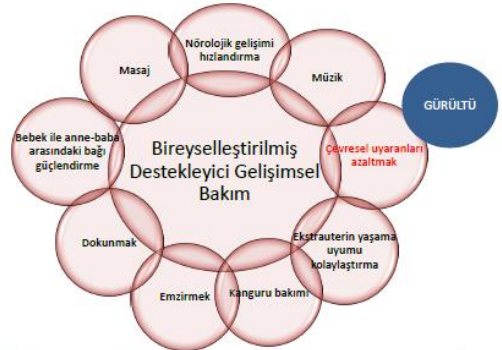 Nörolojik gelişimi
hızlandırma
Müzik
GÜRÜLTÜ
Çevresel uyaranları
azaltmak
Ekstrauterin yaşama
uyumu
kolaylaştırma
Kanguru bakımı
Emzirmek
Dokunmak
Bebek ile anne-baba
arasındaki bağı
güçlendirme
Masaj
Bireyselleştirilmiş
Destekleyici Gelişimsel
Bakım